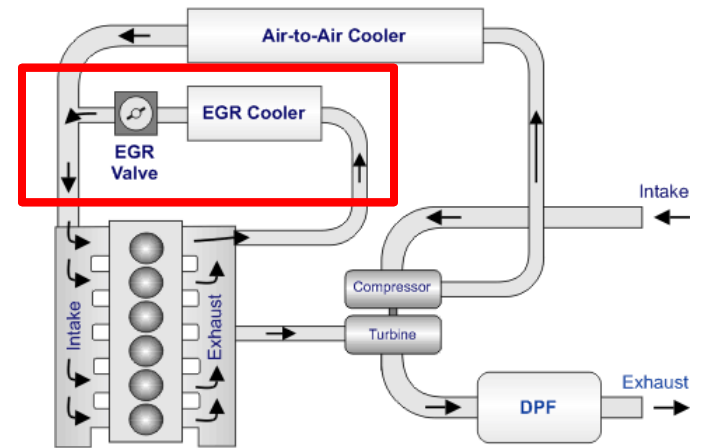 Air-to-Air Cooler
EGR Cooler
EGR
Valve
Intake
Compressor
Turbine
Intake
Exhaust
Exhaust
DPF